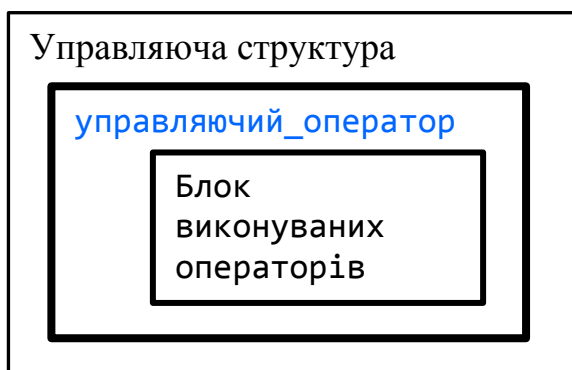 Управляюча структура
управляючий_оператор
Блок
виконуваних
операторів